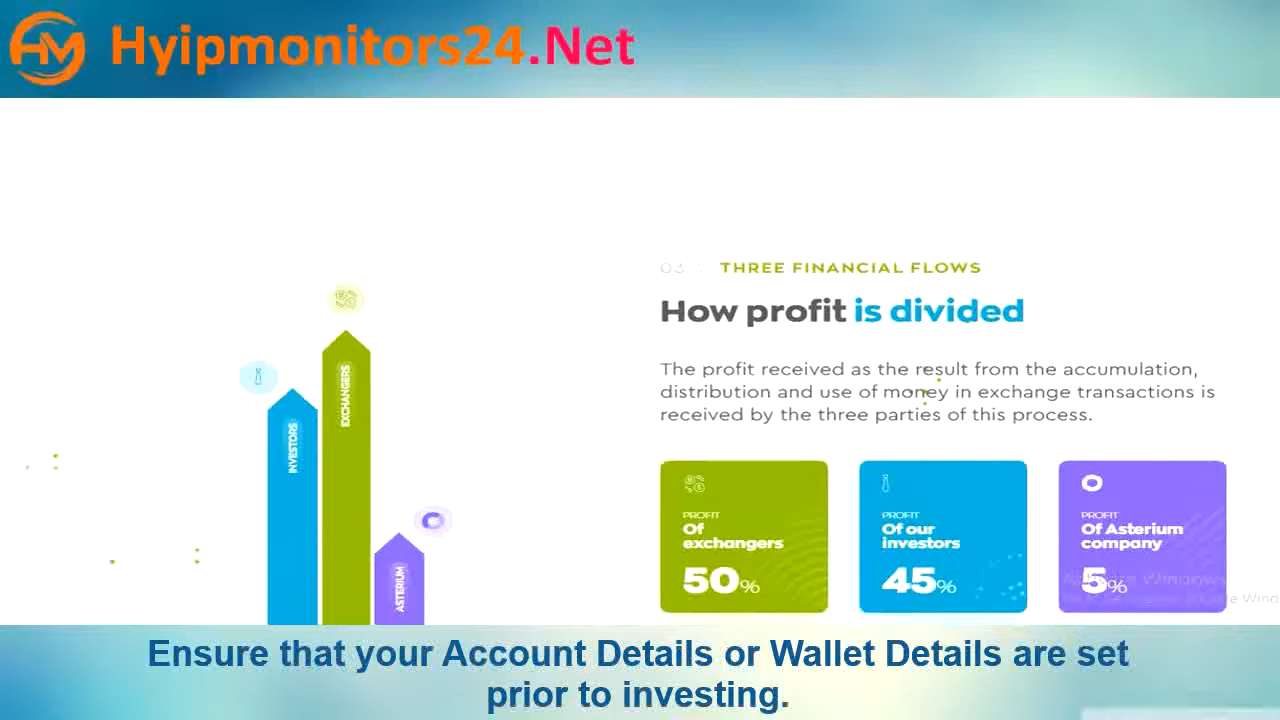 HM Hyipmonitors24.Net
03
THREE FINANCIAL FLOWS
How profit is divided
The profit received as the result from the accumulation,
distribution and use of money in exchange transactions is
received by the three parties of this process.
INVESTORS
EXCHANGERS
ASTERIUM
PROFIT
Of
exchangers
50%
PROFIT
Of our
investors
45%
PROFIT
Of Asterium
company
5%
Ensure that your Account Details or Wallet Details are set
prior to investing.